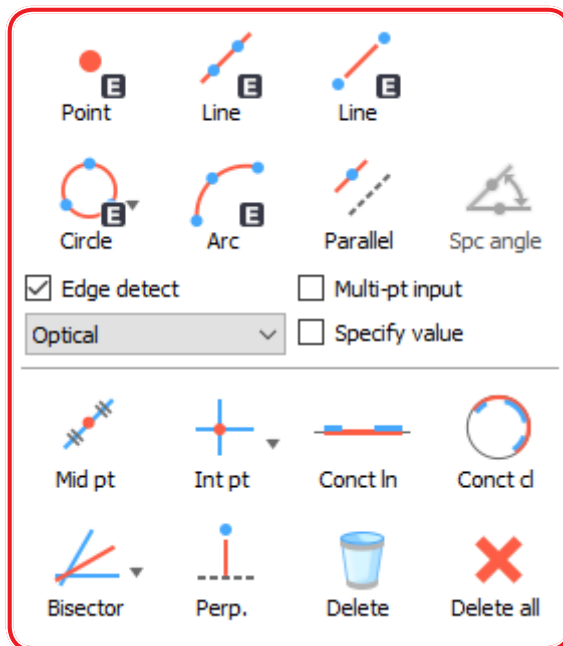 E E E
Point Line Line
E E
Circle Arc Parallel Spc angle
Edge detect Multi-pt input
Optical Specify value
Mid pt Int pt Conct ln Conct cl
Bisector Perp. Delete Delete all